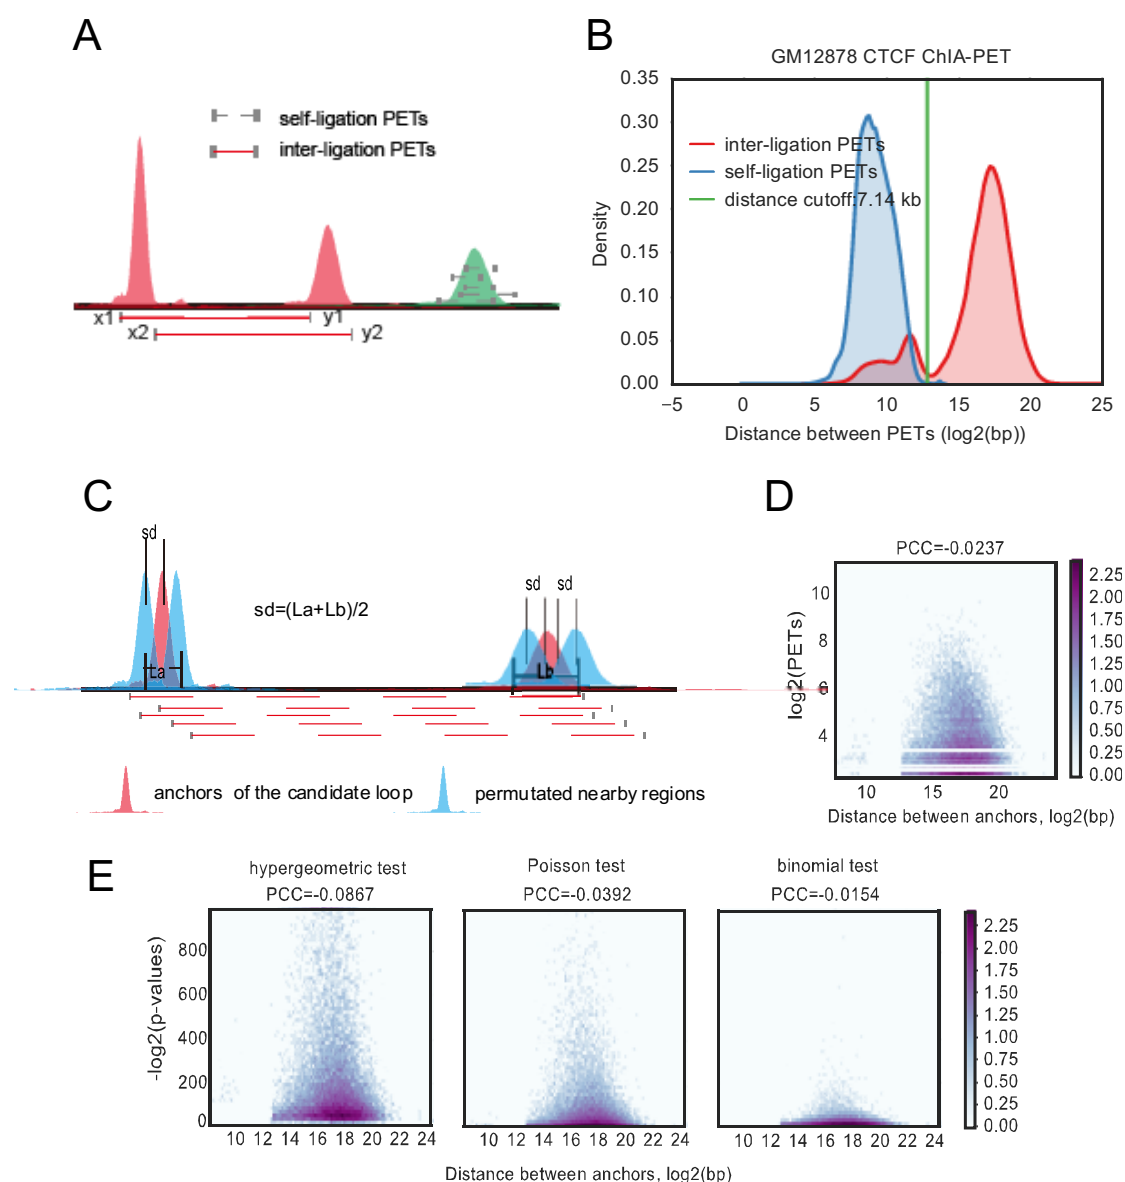 A
self-ligation PETs
inter-ligation PETs
x1
y1
x2
y2
B
GM12878 CTCF ChIA-PET
0.35
0.30
0.25
0.20
0.15
0.10
0.05
0.00
Density
inter-ligation PETs
self-ligation PETs
distance cutoff:7.14 kb
−5 0 5 10 15 20 25
Distance between PETs (log2(bp))
C
sd
sd=(La+Lb)/2
sd sd
La
Lb
anchors of the candidate loop
permutated nearby regions
D
PCC=-0.0237
10
8
6
4
log2(PETs)
10 15 20
Distance between anchors, log2(bp)
2.25
2.00
1.75
1.25
1.00
0.75
0.50
0.25
0.00
E
hypergeometric test
PCC=-0.0867
Poisson test
PCC=-0.0392
binomial test
PCC=-0.0154
-log2(p-values)
800
600
400
200
0
10 12 14 16 18 20 22 24
10 12 14 16 18 20 22 24
10 12 14 16 18 20 22 24
Distance between anchors, log2(bp)
2.25
2.00
1.75
1.50
1.25
1.00
0.75
0.50
0.25
0.00